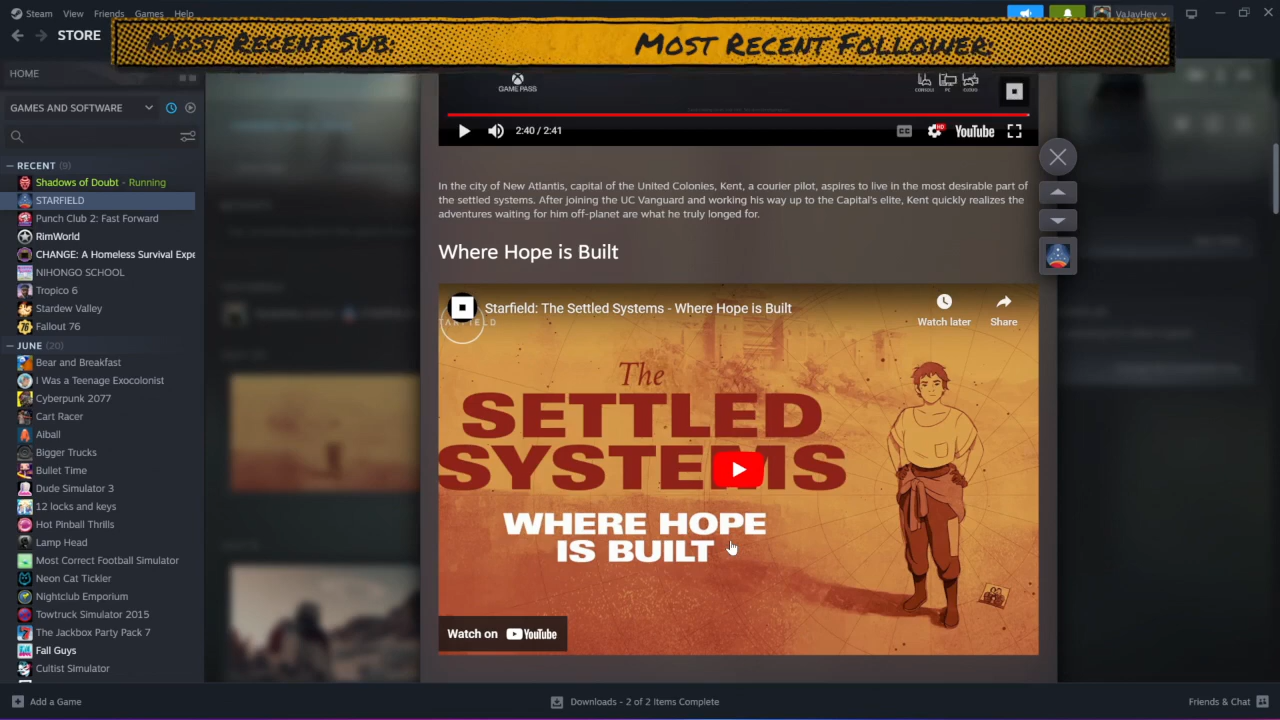 Steam View Friends Games Help
VaJayHey
STORE
Most Recent Sub:
Most Recent Follower:
HOME
GAMES AND SOFTWARE
RECENT (9)
Shadows of Doubt - Running
STARFIELD
Punch Club 2: Fast Forward
RimWorld
CHANGE: A Homeless Survival Expe
NIHONGO SCHOOL
Tropico 6
Stardew Valley
Fallout 76
JUNE (20)
Bear and Breakfast
I Was a Teenage Exocolonist
Cyberpunk 2077
Cart Racer
Aiball
Bigger Trucks
Bullet Time
Dude Simulator 3
12 locks and keys
Hot Pinball Thrills
Lamp Head
Most Correct Football Simulator
Neon Cat Tickler
Nightclub Emporium
Towtruck Simulator 2015
The Jackbox Party Pack 7
Fall Guys
Cultist Simulator
GAME PASS
CONSOLE PC CLOUD
2:40 / 2:41
CC
HD
YouTube
In the city of New Atlantis, capital of the United Colonies, Kent, a courier pilot, aspires to live in the most desirable part of
the settled systems. After joining the UC Vanguard and working his way up to the Capital's elite, Kent quickly realizes the
adventures waiting for him off-planet are what he truly longed for.
Where Hope is Built
Starfield: The Settled Systems - Where Hope is Built
Watch later
Share
The
SETTLED
SYSTEMS
WHERE HOPE
IS BUILT
Watch on YouTube
Add a Game
Downloads - 2 of 2 Items Complete
Friends & Chat